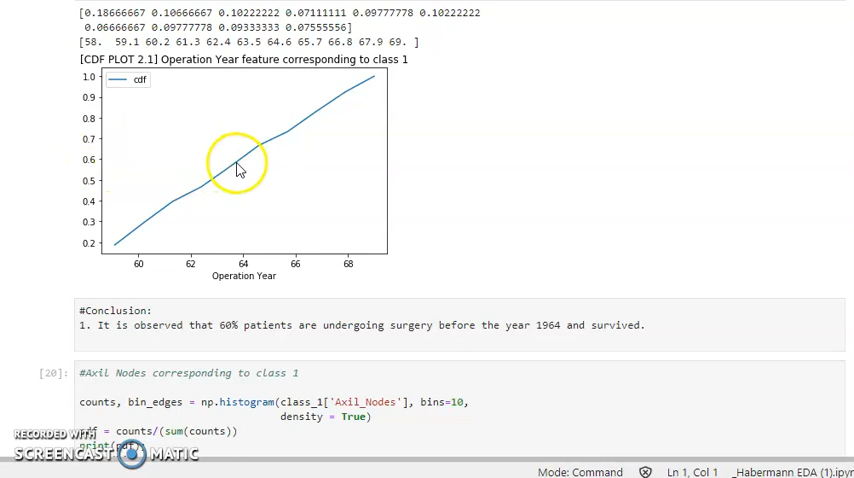 [0.18666667 0.10666667 0.10222222 0.07111111 0.09777778 0.10222222
0.06666667 0.09777778 0.09333333 0.07555556]
[58. 59.1 60.2 61.3 62.4 63.5 64.6 65.7 66.8 67.9 69. ]
[CDF PLOT 2.1] Operation Year feature corresponding to class 1
cdf
1.0
0.9
0.8
0.7
0.6
0.5
0.4
0.3
0.2
60 62 64 66 68
Operation Year
#Conclusion:
1. It is observed that 60% patients are undergoing surgery before the year 1964 and survived.
[20]: #Axil Nodes corresponding to class 1
counts, bin_edges = np.histogram(class_1['Axil_Nodes'], bins=10,
density = True)
pdf = counts/(sum(counts))
print(pdf);
RECORDED WITH
SCREENCAST MATIC
Mode: Command Ln 1, Col 1 _Habermann EDA (1).ipyn